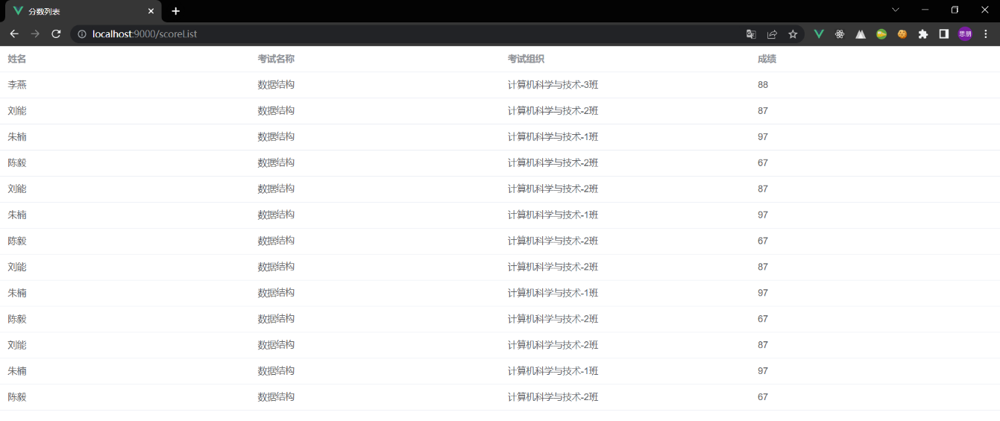 分数列表
localhost:9000/scoreList
思朋
姓名 考试名称 考试组织 成绩
李燕 数据结构 计算机科学与技术-3班 88
刘能 数据结构 计算机科学与技术-2班 87
朱楠 数据结构 计算机科学与技术-1班 97
陈毅 数据结构 计算机科学与技术-2班 67
刘能 数据结构 计算机科学与技术-2班 87
朱楠 数据结构 计算机科学与技术-1班 97
陈毅 数据结构 计算机科学与技术-2班 67
刘能 数据结构 计算机科学与技术-2班 87
朱楠 数据结构 计算机科学与技术-1班 97
陈毅 数据结构 计算机科学与技术-2班 67
刘能 数据结构 计算机科学与技术-2班 87
朱楠 数据结构 计算机科学与技术-1班 97
陈毅 数据结构 计算机科学与技术-2班 67